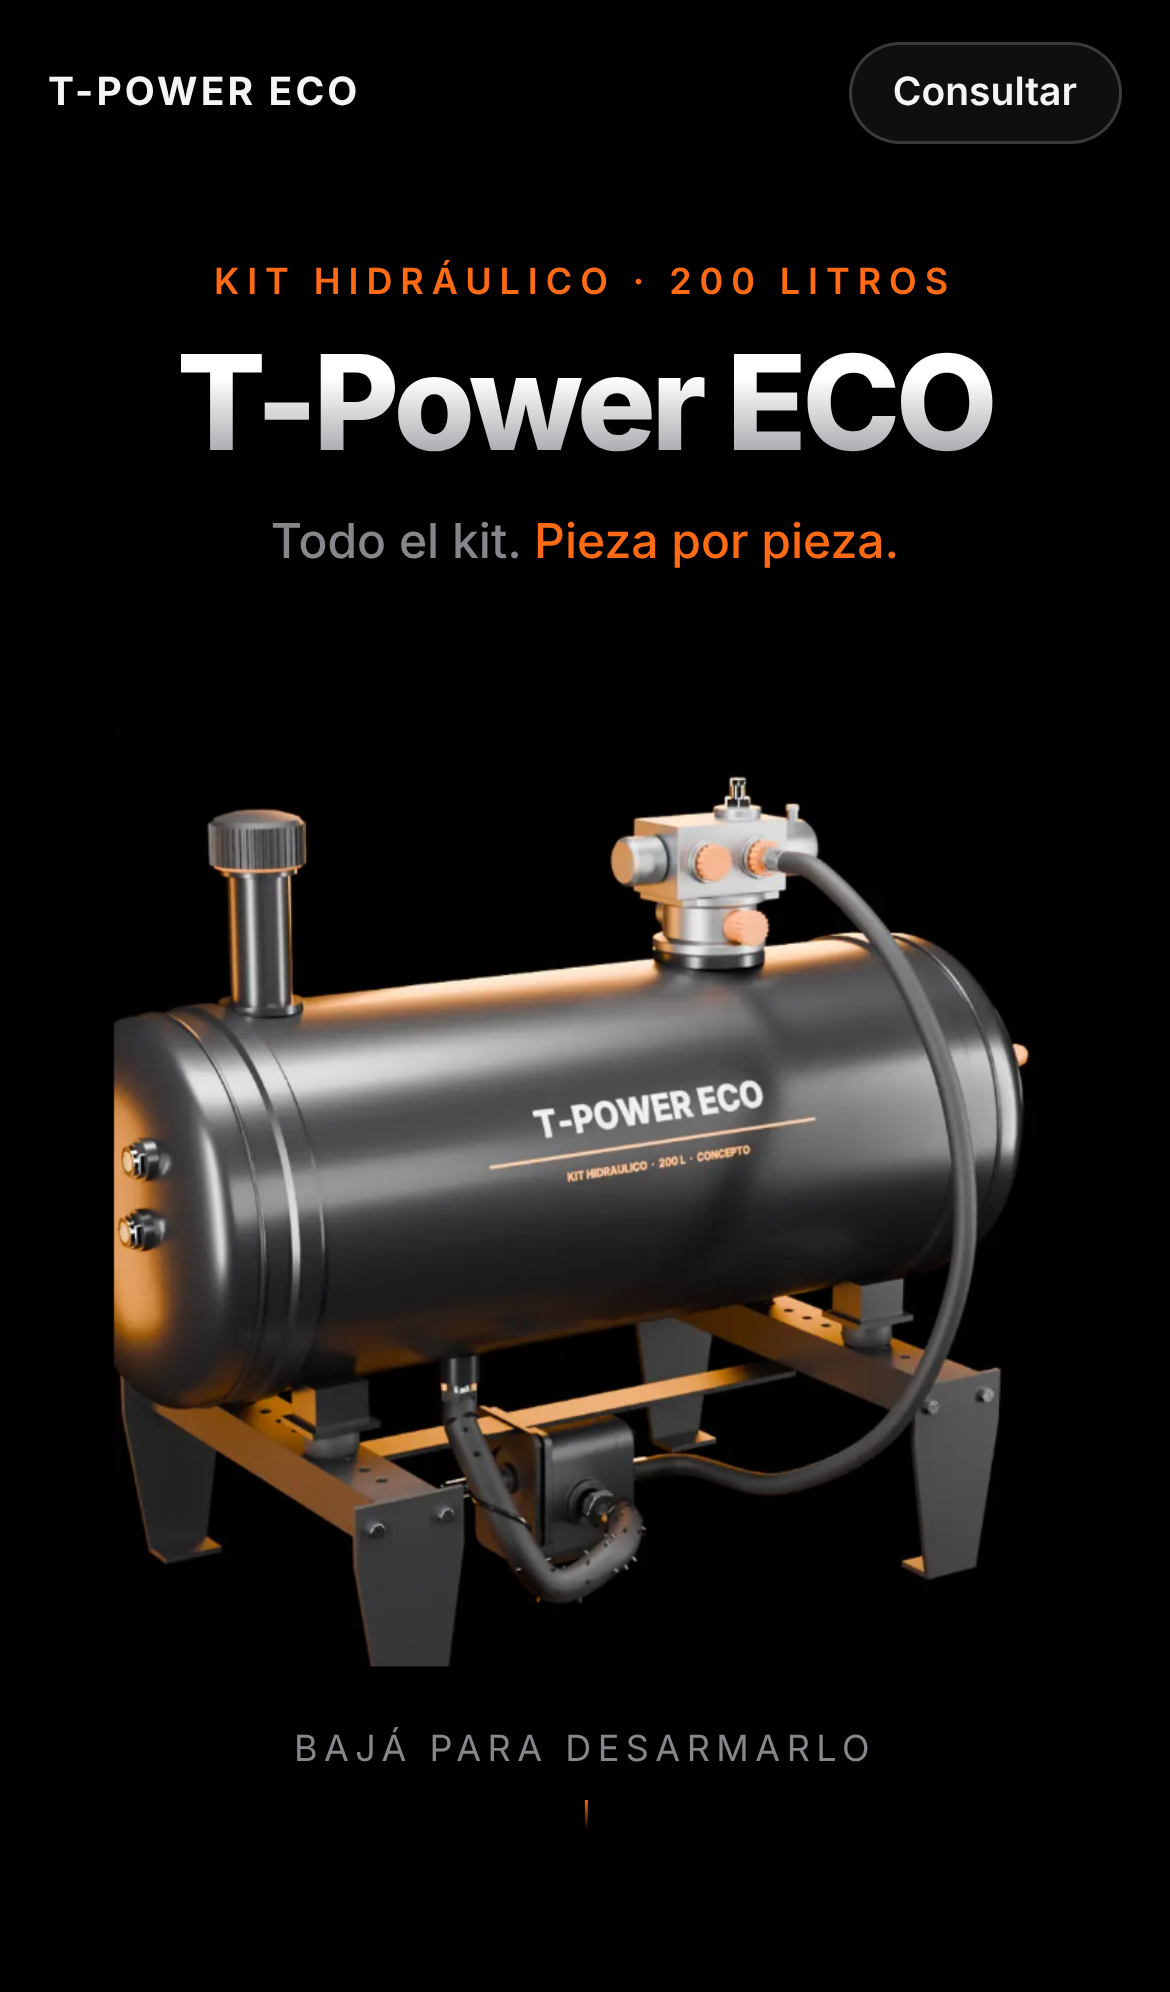 T-POWER ECO
Consultar
KIT HIDRÁULICO · 200 LITROS
T-Power ECO
Todo el kit. Pieza por pieza.
T-POWER ECO
KIT HIDRAULICO · 200 L · CONCEPTO
BAJÁ PARA DESARMARLO